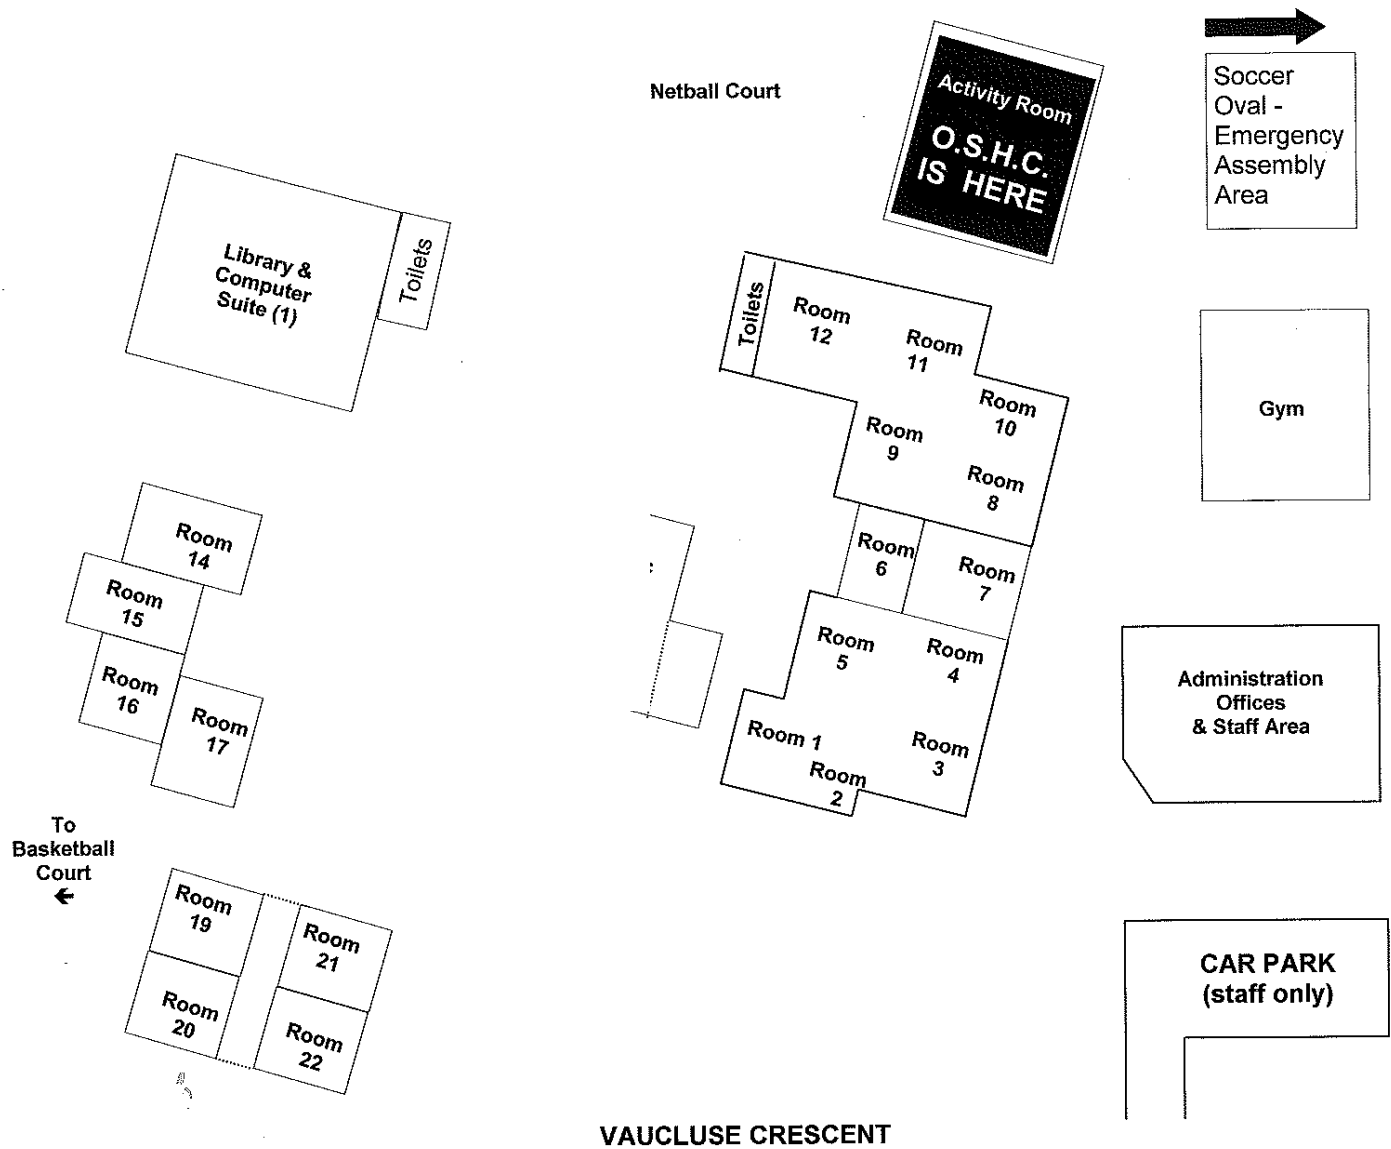 Netball Court
Activity Room
O.S.H.C.
IS HERE
Soccer
Oval -
Emergency
Assembly
Area
Library &
Computer
Suite (1)
Toilets
Toilets
Room
12
Room
11
Room
10
Room
9
Room
8
Gym
Room
14
Room
15
Room
16
Room
17
Room
6
Room
7
Room
5
Room
4
Room 1
Room
2
Room
3
Administration
Offices
& Staff Area
To
Basketball
Court
←
Room
19
Room
20
Room
21
Room
22
CAR PARK
(staff only)
VAUCLUSE CRESCENT